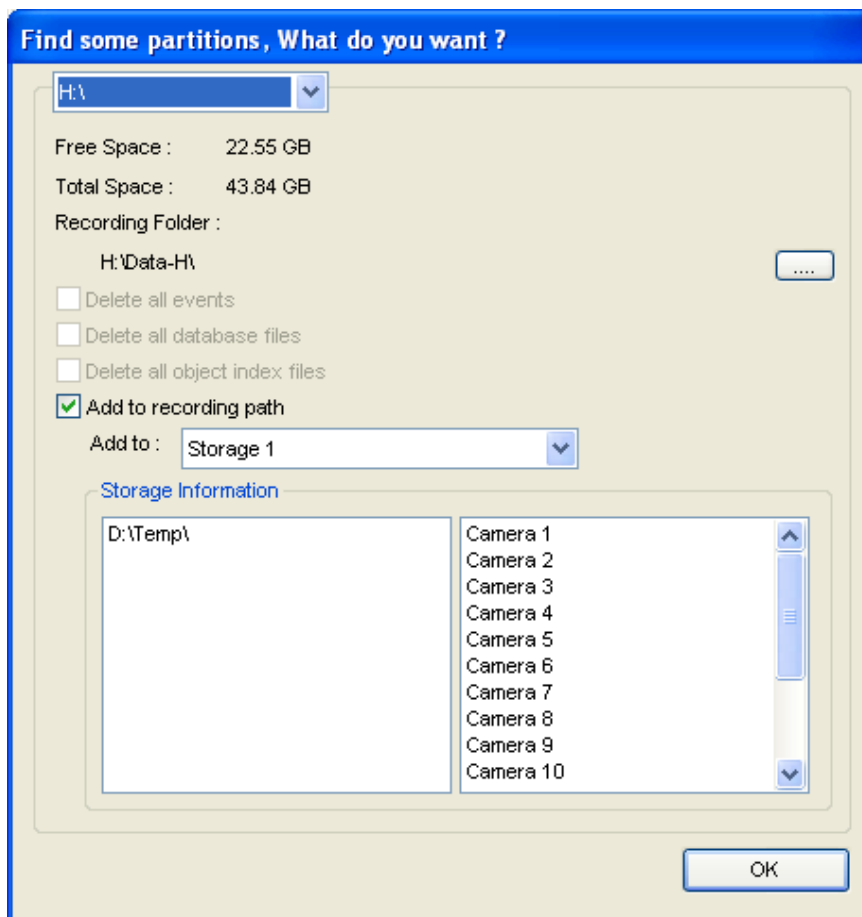 Find some partitions, What do you want ?
H:\
Free Space : 22.55 GB
Total Space : 43.84 GB
Recording Folder :
H:\Data-H\
....
Delete all events
Delete all database files
Delete all object index files
Add to recording path
Add to : Storage 1
Storage Information
D:\Temp\
Camera 1
Camera 2
Camera 3
Camera 4
Camera 5
Camera 6
Camera 7
Camera 8
Camera 9
Camera 10
OK